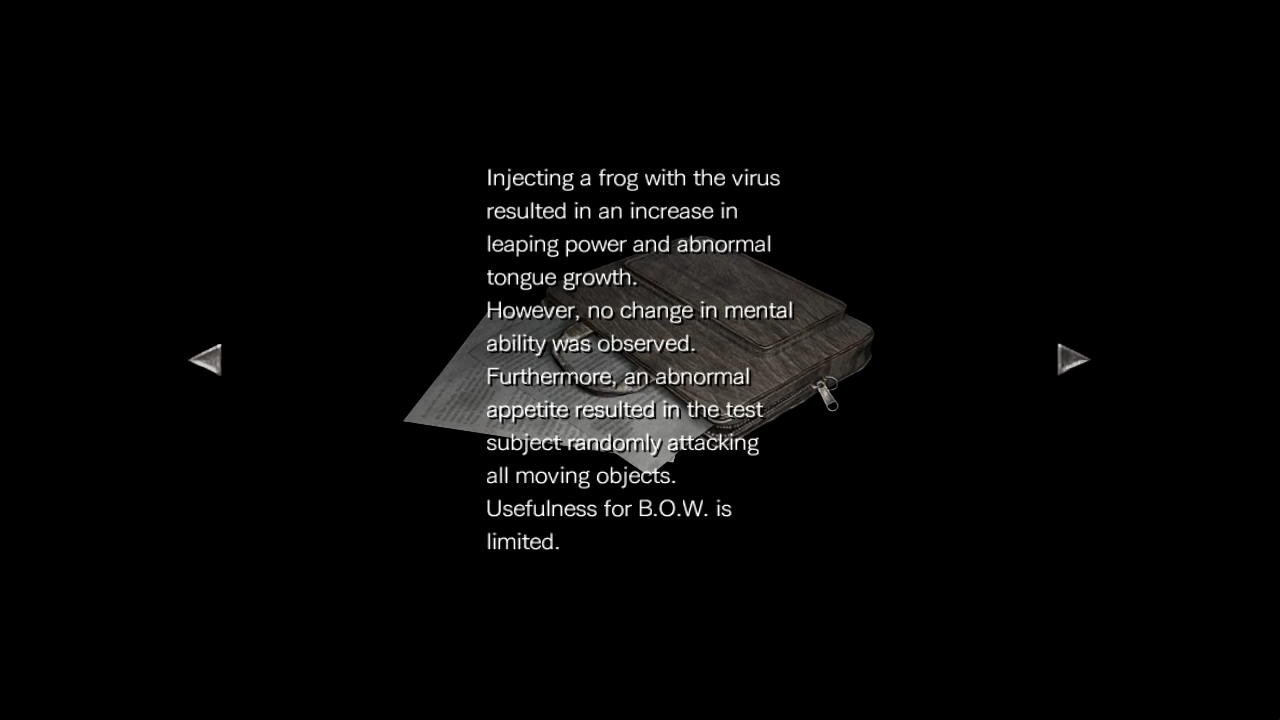 Injecting a frog with the virus
resulted in an increase in
leaping power and abnormal
tongue growth.
However, no change in mental
ability was observed.
Furthermore, an abnormal
appetite resulted in the test
subject randomly attacking
all moving objects.
Usefulness for B.O.W. is
limited.